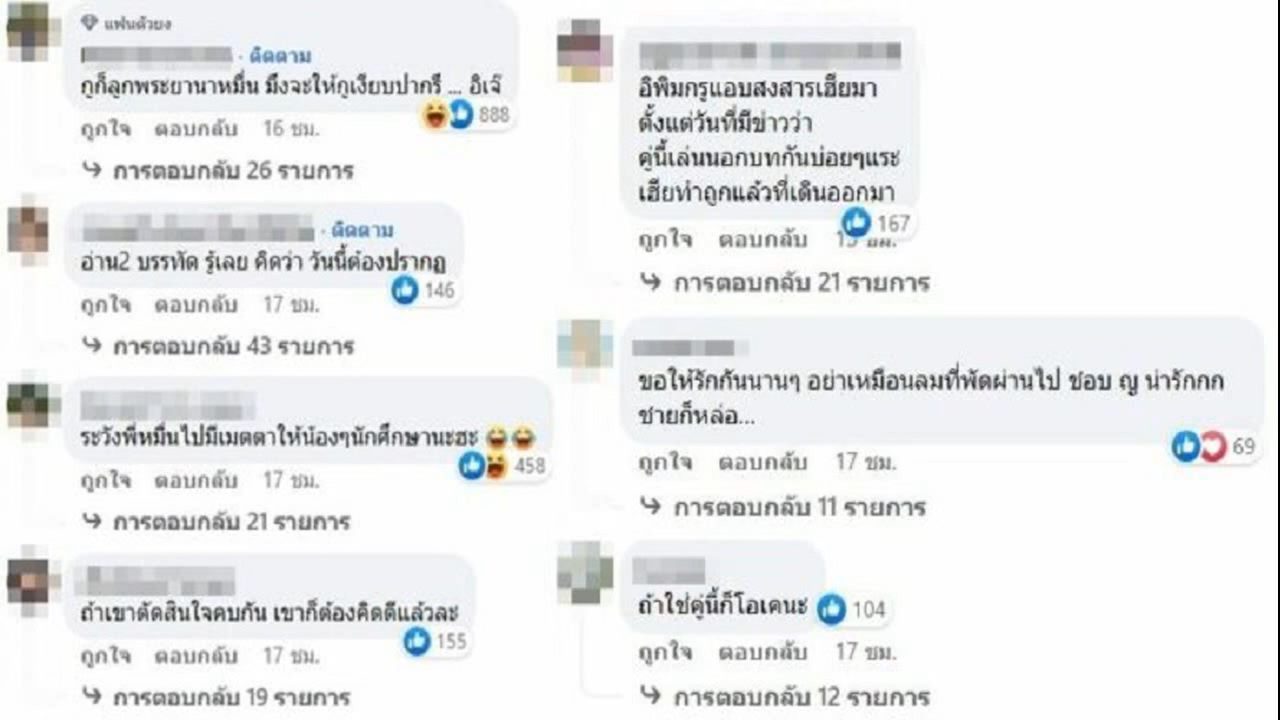 แฟนตัวยง
· ติดตาม
กูก็ลูกพระยานาหมื่น มึงจะให้กูเงียบปากรึ ... อิเจ๊
888
ถูกใจ ตอบกลับ 16 ชม.
การตอบกลับ 26 รายการ
· ติดตาม
อ่าน2 บรรทัด รู้เลย คิดว่า วันนี้ต้องปรากฏ
146
ถูกใจ ตอบกลับ 17 ชม.
การตอบกลับ 43 รายการ
ระวังพี่หมื่นไปมีเมตตาให้น้องๆนักศึกษานะฮะ 😂😂
458
ถูกใจ ตอบกลับ 17 ชม.
การตอบกลับ 21 รายการ
ถ้าเขาตัดสินใจคบกัน เขาก็ต้องคิดดีแล้วละ
155
ถูกใจ ตอบกลับ 17 ชม.
การตอบกลับ 19 รายการ
อิพิมกรูแอบสงสารเฮียมา
ตั้งแต่วันที่มีข่าวว่า
คู่นี้เล่นนอกบทกันบ่อยๆแระ
เฮียทำถูกแล้วที่เดินออกมา
167
ถูกใจ ตอบกลับ
การตอบกลับ 21 รายการ
ขอให้รักกันนานๆ อย่าเหมือนลมที่พัดผ่านไป ชอบ ญ น่ารักกก
ชายก็หล่อ...
69
ถูกใจ ตอบกลับ 17 ชม.
การตอบกลับ 11 รายการ
ถ้าใช่คู่นี้ก็โอเคนะ
104
ถูกใจ ตอบกลับ 17 ชม.
การตอบกลับ 12 รายการ